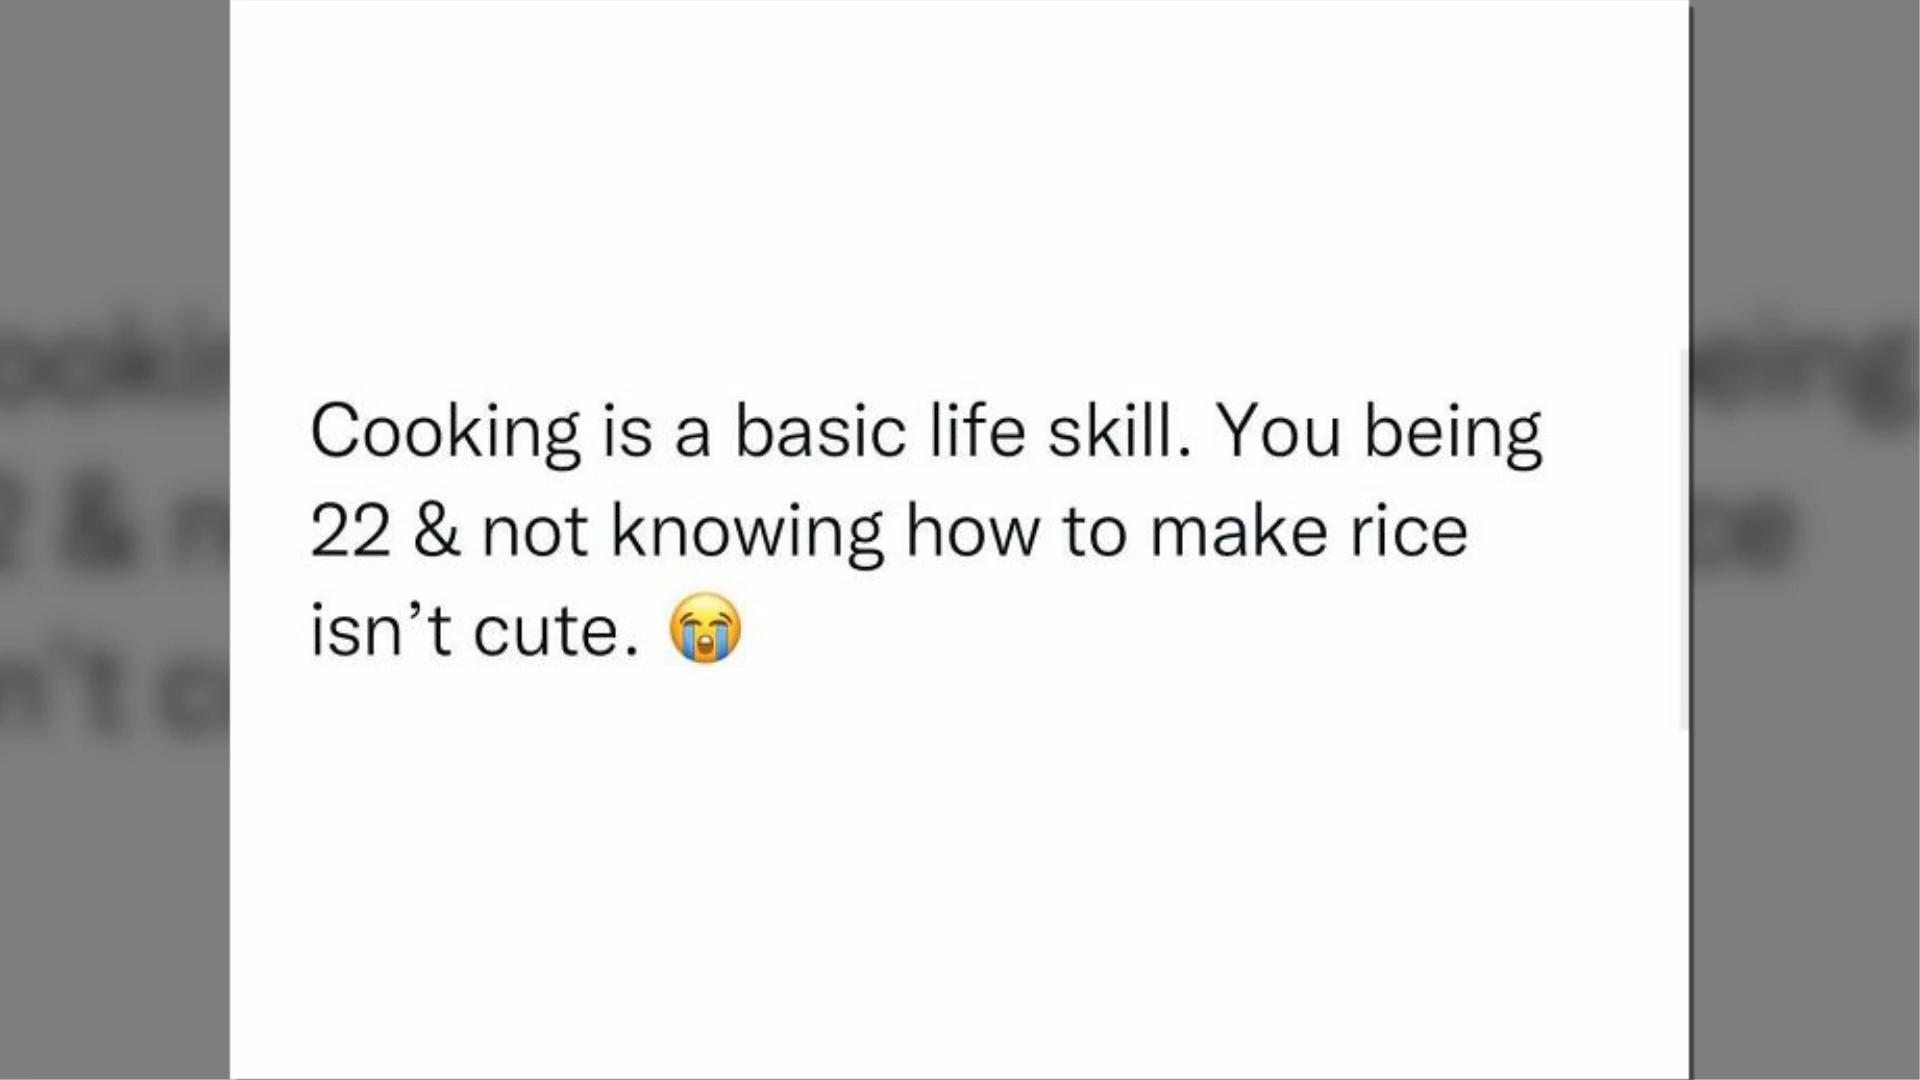 Cooking is a basic life skill. You being
22 & not knowing how to make rice
isn’t cute. 😭